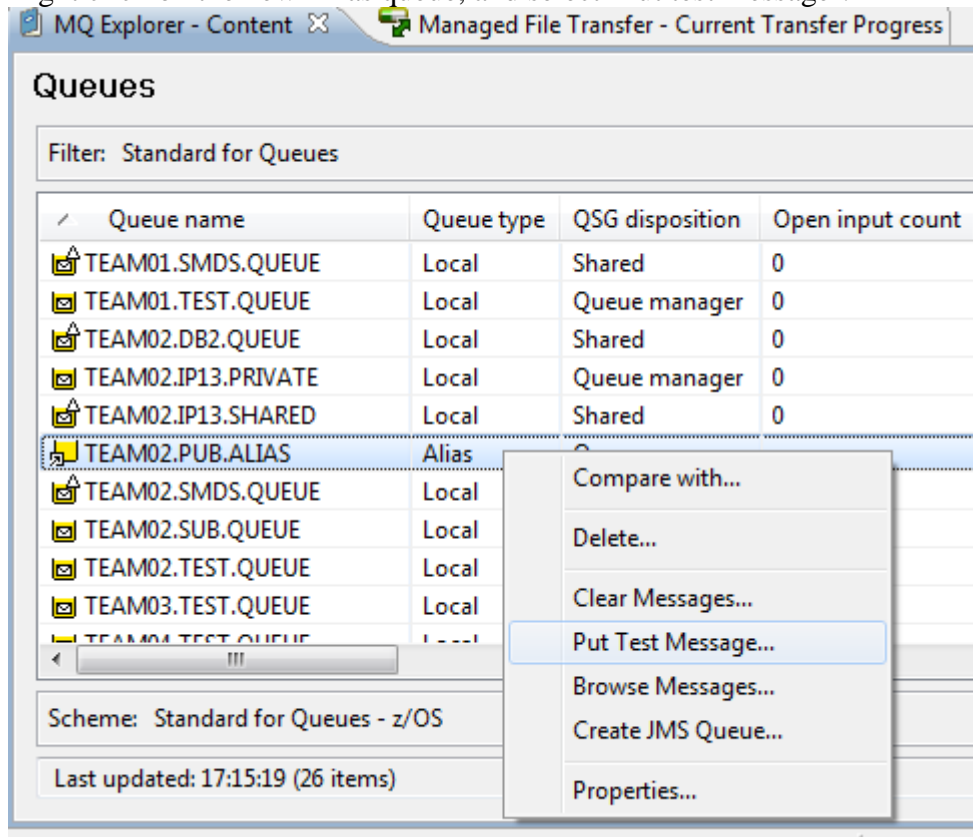 MQ Explorer - Content Managed File Transfer - Current Transfer Progress
Queues
Filter: Standard for Queues
Queue name Queue type QSG disposition Open input count
TEAM01.SMDS.QUEUE Local Shared 0
TEAM01.TEST.QUEUE Local Queue manager 0
TEAM02.DB2.QUEUE Local Shared 0
TEAM02.IP13.PRIVATE Local Queue manager 0
TEAM02.IP13.SHARED Local Shared 0
TEAM02.PUB.ALIAS Alias
TEAM02.SMDS.QUEUE Local
TEAM02.SUB.QUEUE Local
TEAM02.TEST.QUEUE Local
TEAM03.TEST.QUEUE Local
TEAM04.TEST.QUEUE Local
Compare with...
Delete...
Clear Messages...
Put Test Message...
Browse Messages...
Create JMS Queue...
Properties...
Scheme: Standard for Queues - z/OS
Last updated: 17:15:19 (26 items)